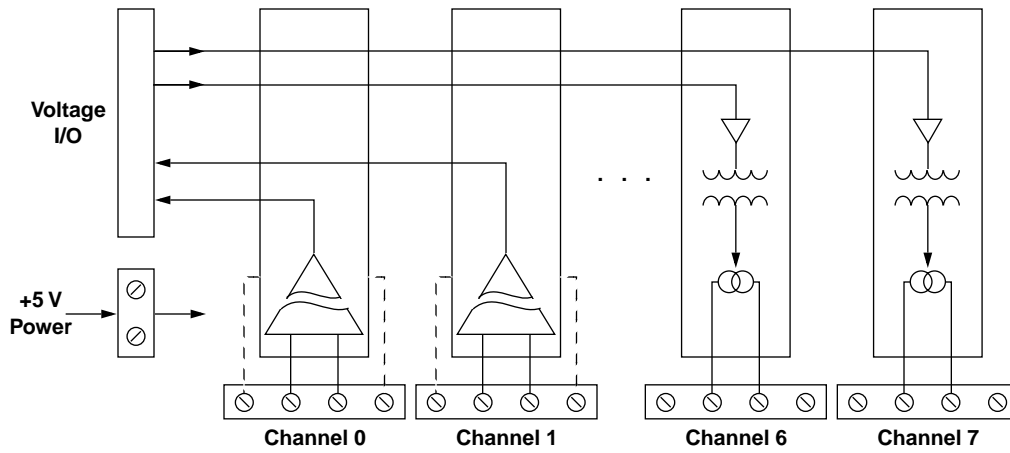 Voltage
I/O
. . .
+5 V
Power
Channel 0
Channel 1
Channel 6
Channel 7